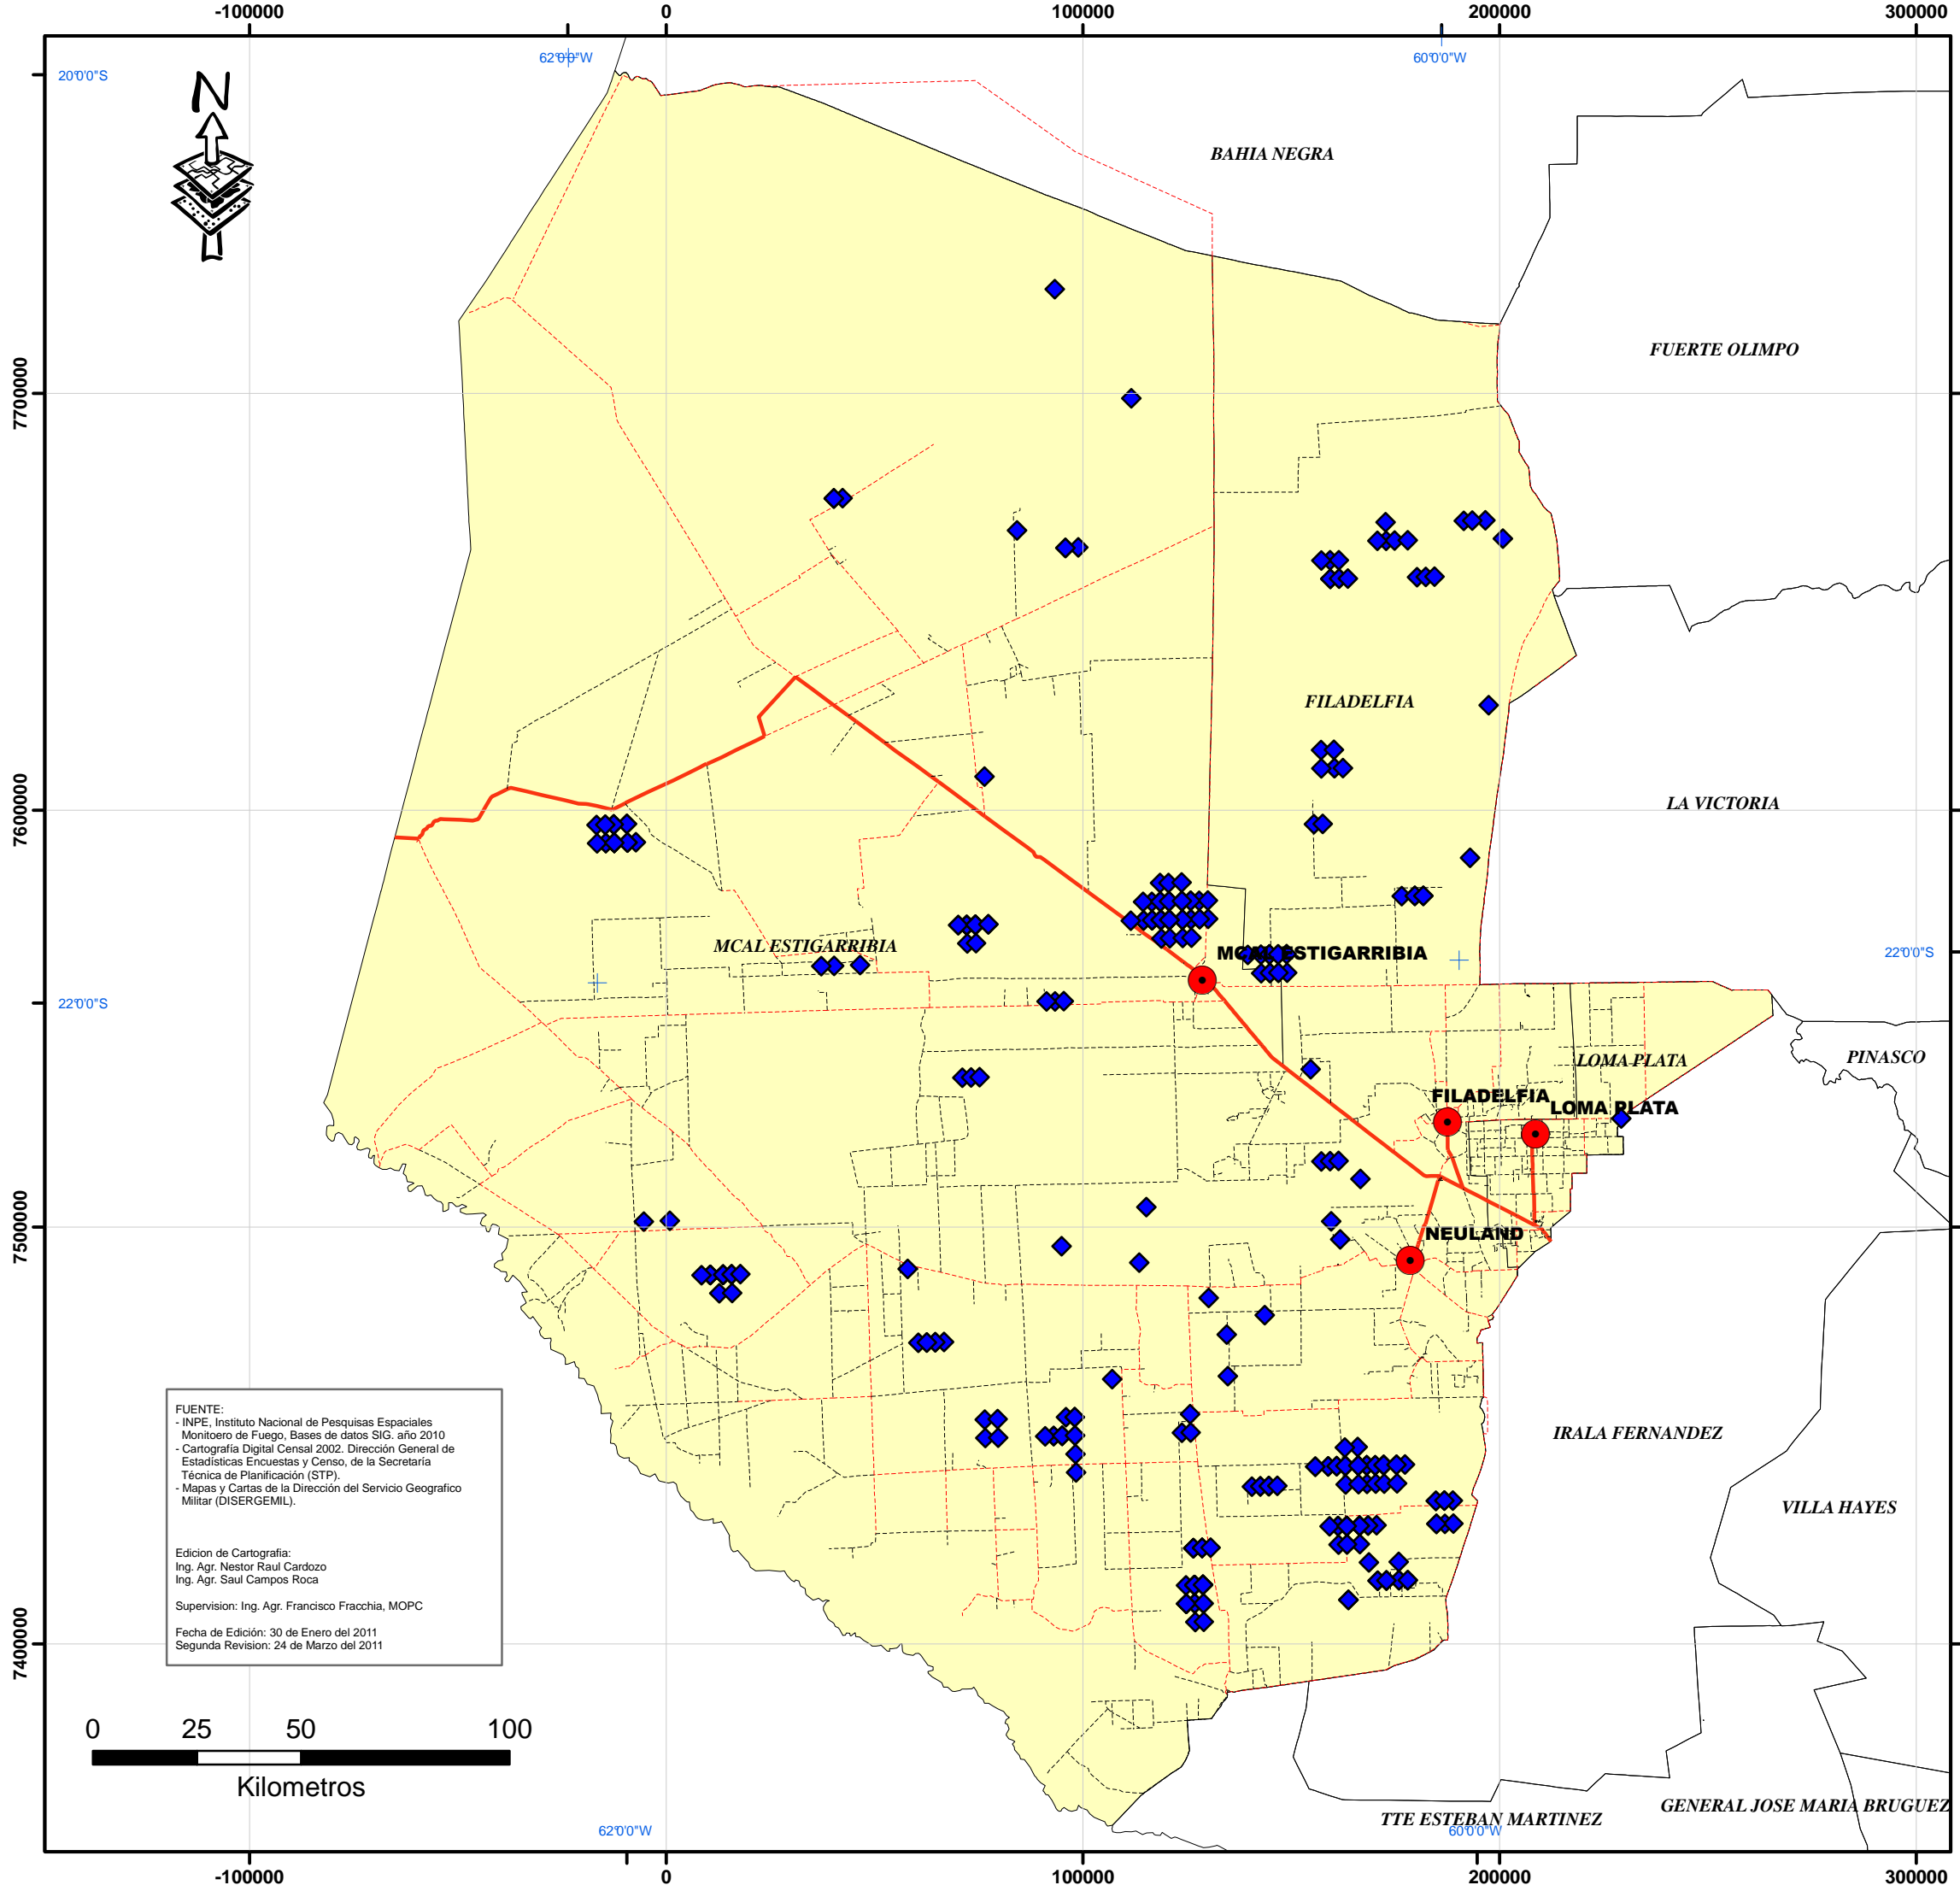 -100000 0 100000 200000 300000
62°0'0"W 60°0'0"W
20°0'0"S
N
BAHIA NEGRA
FUERTE OLIMPO
7700000
FILADELFIA
7600000
LA VICTORIA
MCAL ESTIGARRIBIA
MCAL ESTIGARRIBIA
22°0'0"S
22°0'0"S
LOMA PLATA
PINASCO
FILADELFIA
LOMA PLATA
7500000
NEULAND
FUENTE:
- INPE, Instituto Nacional de Pesquisas Espaciales
Monitoero de Fuego, Bases de datos SIG. año 2010
- Cartografía Digital Censal 2002. Dirección General de
Estadísticas Encuestas y Censo, de la Secretaría
Técnica de Planificación (STP).
- Mapas y Cartas de la Dirección del Servicio Geografico
Militar (DISERGEMIL).
Edicion de Cartografia:
Ing. Agr. Nestor Raul Cardozo
Ing. Agr. Saul Campos Roca
Supervision: Ing. Agr. Francisco Fracchia, MOPC
Fecha de Edición: 30 de Enero del 2011
Segunda Revision: 24 de Marzo del 2011
IRALA FERNANDEZ
VILLA HAYES
7400000
0 25 50 100
Kilometros
GENERAL JOSE MARIA BRUGUEZ
TTE ESTEBAN MARTINEZ
62°0'0"W 60°0'0"W
-100000 0 100000 200000 300000